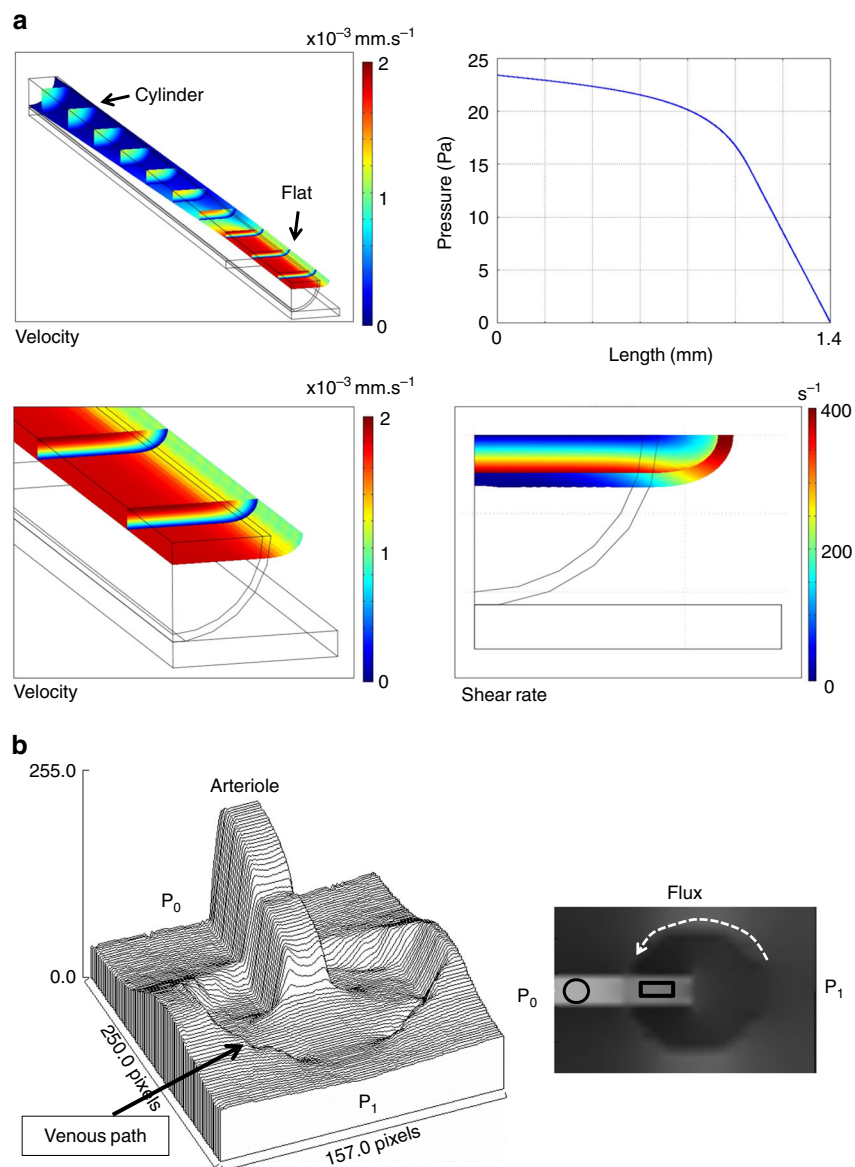 a
x10⁻³ mm.s⁻¹
2
1
0
Cylinder
Flat
Velocity
25
20
15
10
5
0
Pressure (Pa)
0
1.4
Length (mm)
x10⁻³ mm.s⁻¹
2
1
0
Velocity
s⁻¹
400
200
0
Shear rate
b
255.0
0.0
Arteriole
P₀
P₁
250.0 pixels
157.0 pixels
Venous path
Flux
P₀
P₁